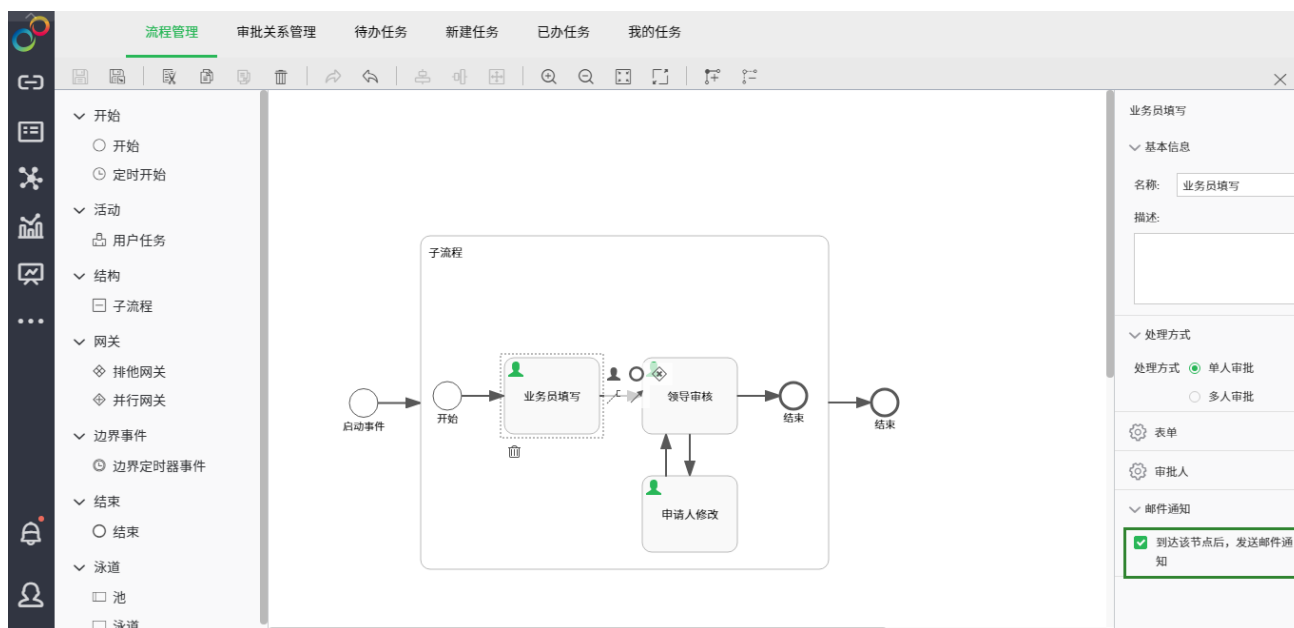 流程管理 审批关系管理 待办任务 新建任务 已办任务 我的任务
开始
开始
定时开始
活动
用户任务
结构
子流程
网关
排他网关
并行网关
边界事件
边界定时器事件
结束
结束
泳道
池
泳道
子流程
启动事件
开始
业务员填写
领导审核
结束
结束
申请人修改
业务员填写
基本信息
名称: 业务员填写
描述:
处理方式
处理方式 单人审批
多人审批
表单
审批人
邮件通知
到达该节点后，发送邮件通
知